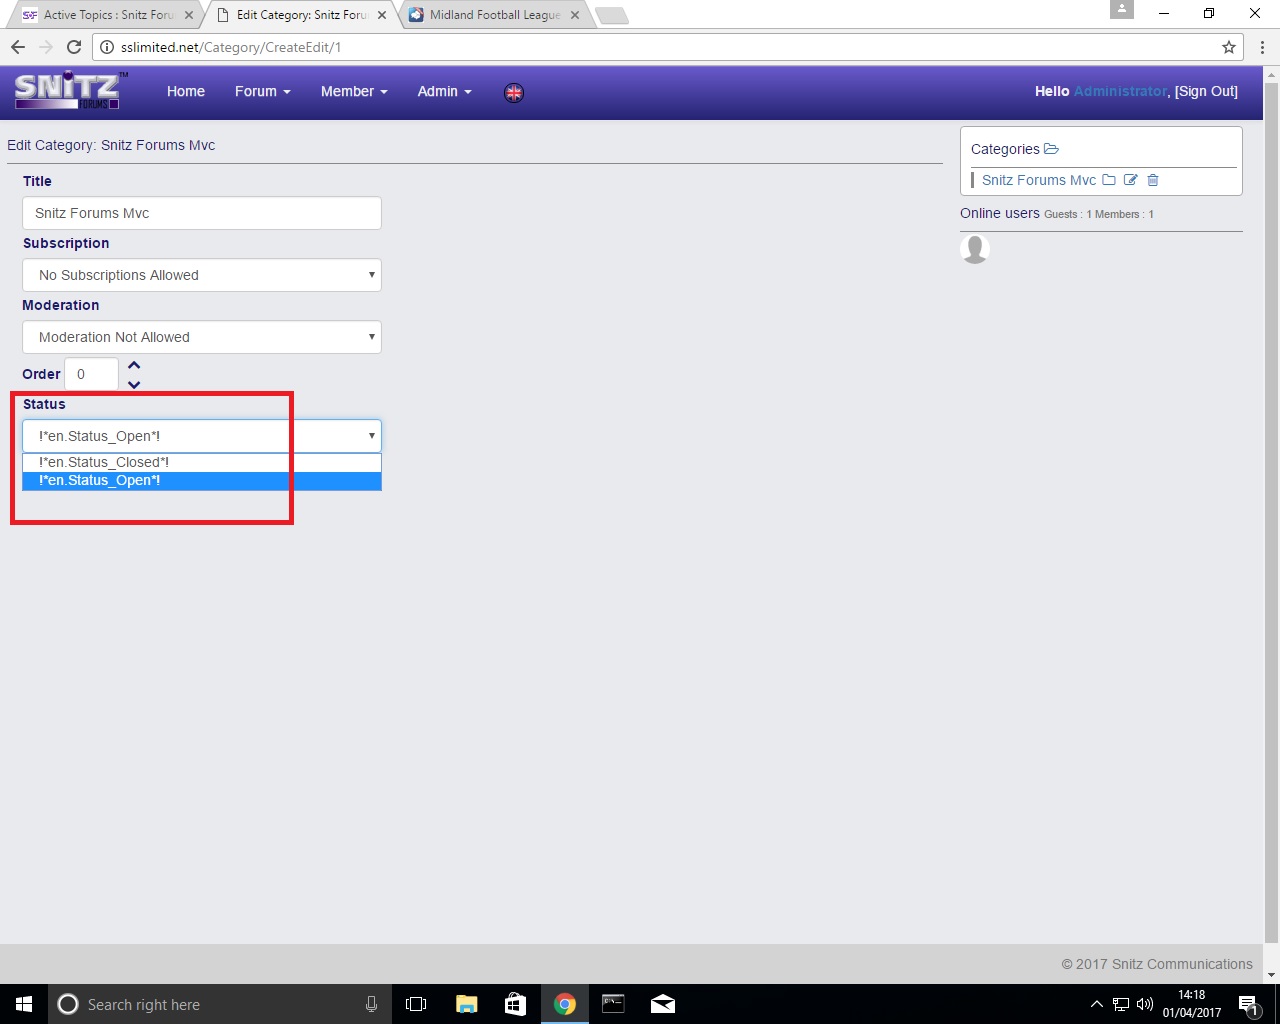 Active Topics : Snitz Foru
Edit Category: Snitz Foru
Midland Football League
sslimited.net/Category/CreateEdit/1
SNiTZ™
FORUMS
Home
Forum
Member
Admin
Hello Administrator, [Sign Out]
Edit Category: Snitz Forums Mvc
Title
Snitz Forums Mvc
Subscription
No Subscriptions Allowed
Moderation
Moderation Not Allowed
Order 0
Status
!*en.Status_Open*!
!*en.Status_Closed*!
!*en.Status_Open*!
Categories
Snitz Forums Mvc
Online users Guests : 1 Members : 1
© 2017 Snitz Communications
Search right here
14:18
01/04/2017
1